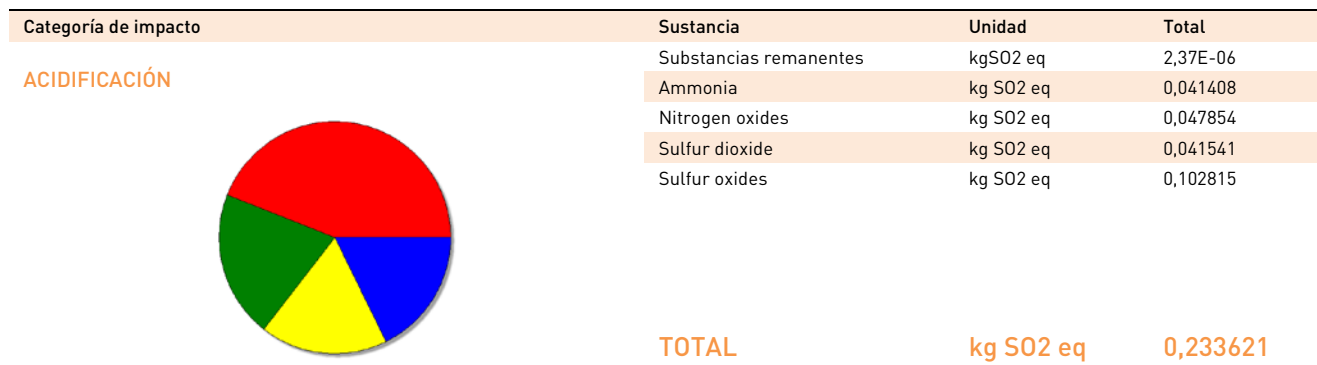 Categoría de impacto Sustancia Unidad Total
ACIDIFICACIÓN
Substancias remanentes kgSO2 eq 2,37E-06
Ammonia kg SO2 eq 0,041408
Nitrogen oxides kg SO2 eq 0,047854
Sulfur dioxide kg SO2 eq 0,041541
Sulfur oxides kg SO2 eq 0,102815
TOTAL kg SO2 eq 0,233621